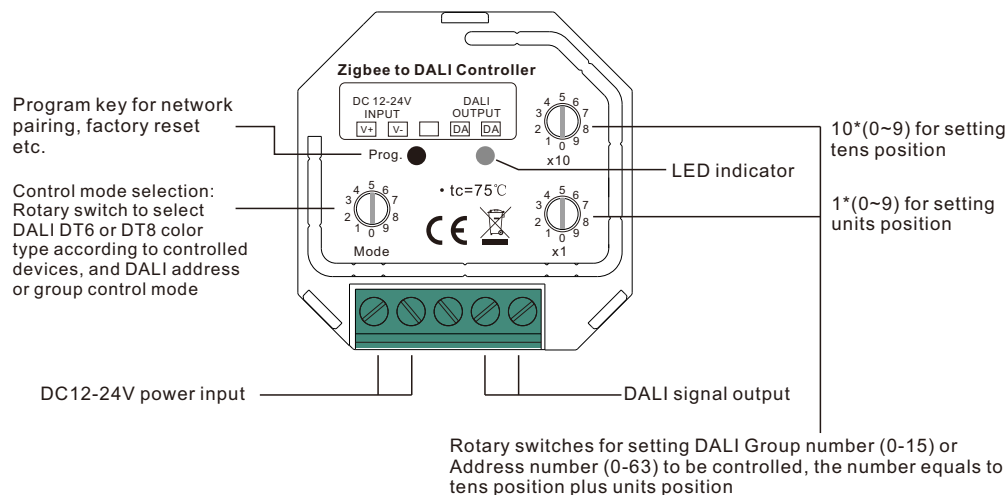 Zigbee to DALI Controller
DC 12-24V
INPUT
DALI
OUTPUT
V+ V- DA DA
Prog.
0 1 2 3 4 5 6 7 8 9
x10
Program key for network
pairing, factory reset
etc.
10*(0~9) for setting
tens position
LED indicator
Control mode selection:
Rotary switch to select
DALI DT6 or DT8 color
type according to controlled
devices, and DALI address
or group control mode
0 1 2 3 4 5 6 7 8 9
Mode
• tc=75℃
CE
0 1 2 3 4 5 6 7 8 9
x1
1*(0~9) for setting
units position
DC12-24V power input
DALI signal output
Rotary switches for setting DALI Group number (0-15) or
Address number (0-63) to be controlled, the number equals to
tens position plus units position